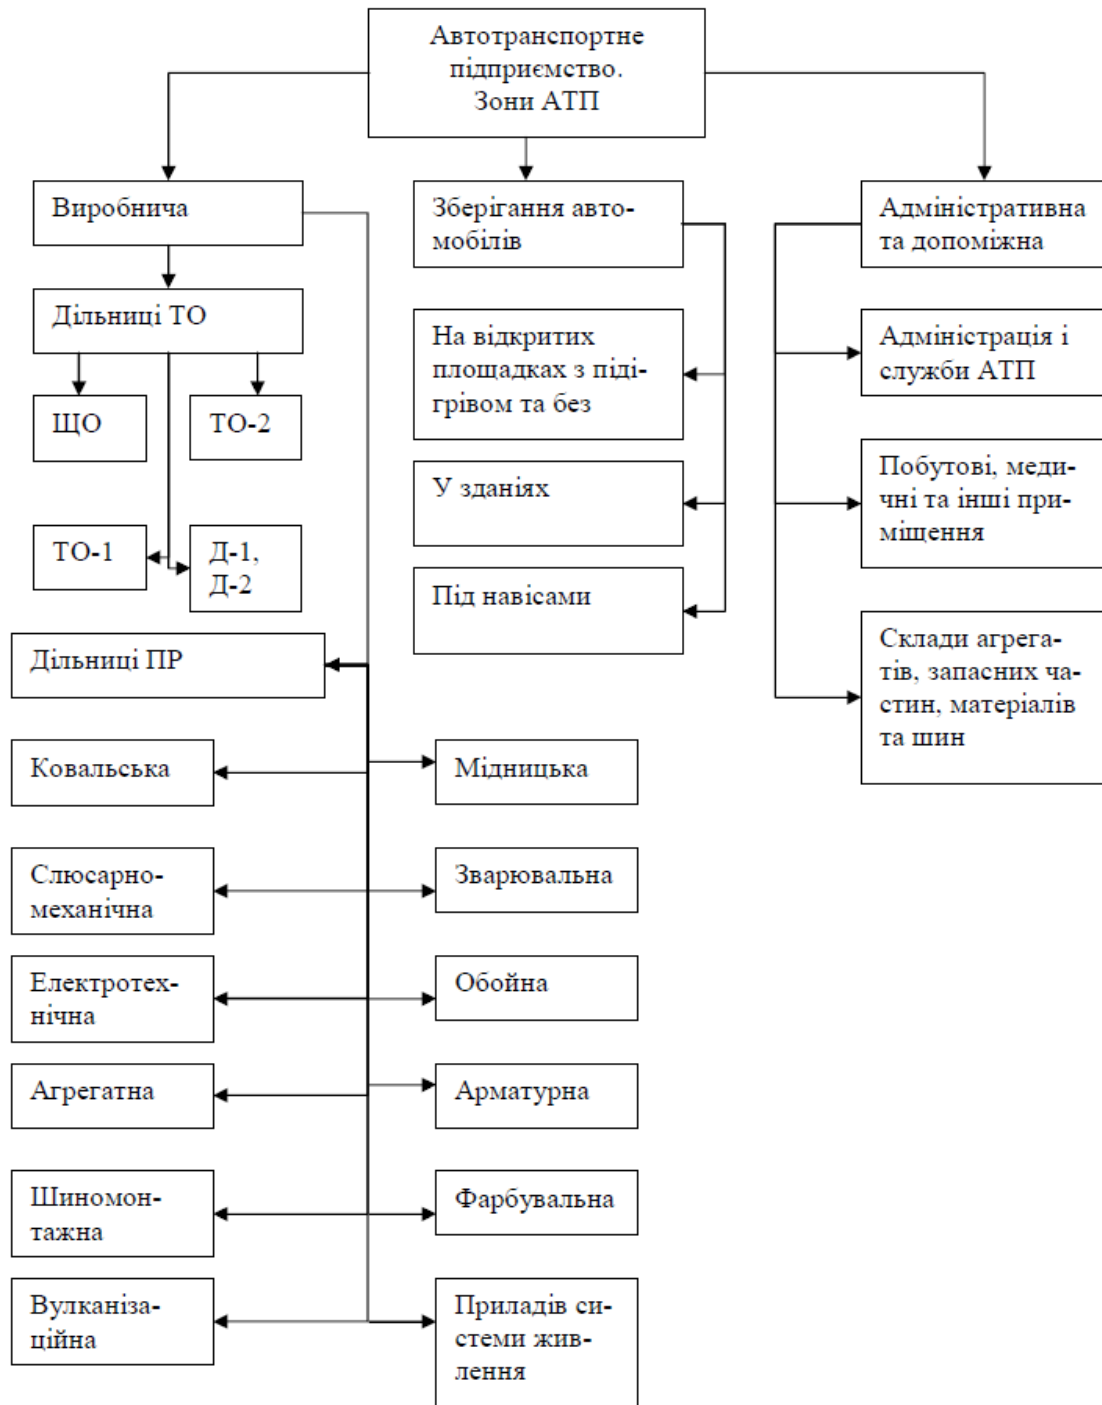 Автотранспортне
підприємство.
Зони АТП
Виробнича
Зберігання авто-
мобілів
Адміністративна
та допоміжна
Дільниці ТО
На відкритих
площадках з піді-
грівом та без
Адміністрація і
служби АТП
ЩО
ТО-2
У зданіях
Побутові, меди-
чні та інші при-
міщення
ТО-1
Д-1,
Д-2
Під навісами
Склади агрега-
тів, запасних ча-
стин, матеріалів
та шин
Дільниці ПР
Ковальська
Мідницька
Слюсарно-
механічна
Зварювальна
Електротех-
нічна
Обойна
Агрегатна
Арматурна
Шиномон-
тажна
Фарбувальна
Вулканіза-
ційна
Приладів си-
стеми жив-
лення